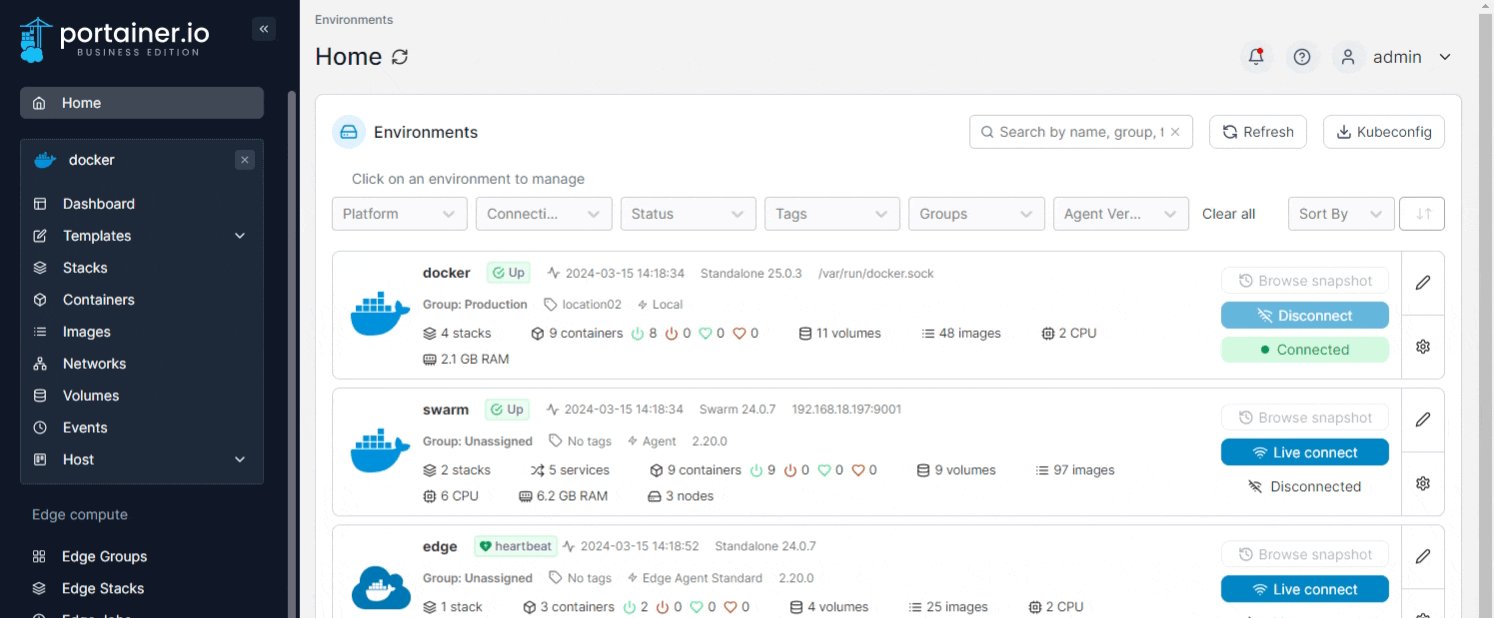 portainer.io
BUSINESS EDITION
Home
docker
Dashboard
Templates
Stacks
Containers
Images
Networks
Volumes
Events
Host
Edge compute
Edge Groups
Edge Stacks
Edge Jobs
Environments
Home
admin
Environments
Search by name, group, t
Refresh
Kubeconfig
Click on an environment to manage
Platform Connecti... Status Tags Groups Agent Ver... Clear all Sort By
docker Up 2024-03-15 14:18:34 Standalone 25.0.3 /var/run/docker.sock
Group: Production location02 Local
4 stacks 9 containers 8 0 0 0 11 volumes 48 images 2 CPU
2.1 GB RAM
Browse snapshot
Disconnect
Connected
swarm Up 2024-03-15 14:18:34 Swarm 24.0.7 192.168.18.197:9001
Group: Unassigned No tags Agent 2.20.0
2 stacks 5 services 9 containers 9 0 0 0 9 volumes 97 images
6 CPU 6.2 GB RAM 3 nodes
Browse snapshot
Live connect
Disconnected
edge heartbeat 2024-03-15 14:18:52 Standalone 24.0.7
Group: Unassigned No tags Edge Agent Standard 2.20.0
1 stack 3 containers 2 0 0 0 4 volumes 25 images 2 CPU
Browse snapshot
Live connect